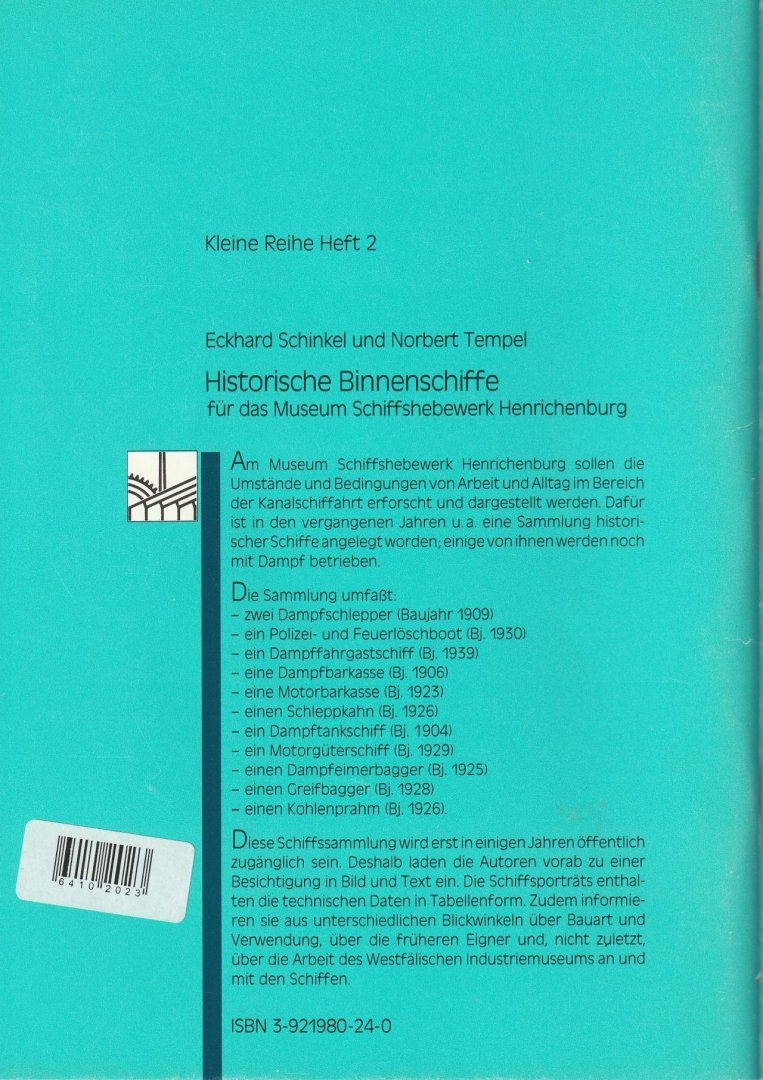 Kleine Reihe Heft 2
Eckhard Schinkel und Norbert Tempel
Historische Binnenschiffe
für das Museum Schiffshebewerk Henrichenburg
Am Museum Schiffshebewerk Henrichenburg sollen die
Umstände und Bedingungen von Arbeit und Alltag im Bereich
der Kanalschiffahrt erforscht und dargestellt werden. Dafür
ist in den vergangenen Jahren u. a. eine Sammlung histori-
scher Schiffe angelegt worden; einige von ihnen werden noch
mit Dampf betrieben.
Die Sammlung umfaßt:
– zwei Dampfschlepper (Baujahr 1909)
– ein Polizei- und Feuerlöschboot (Bj. 1930)
– ein Dampffahrgastschiff (Bj. 1939)
– eine Dampfbarkasse (Bj. 1906)
– eine Motorbarkasse (Bj. 1923)
– einen Schleppkahn (Bj. 1926)
– ein Dampftankschiff (Bj. 1904)
– ein Motorgüterschiff (Bj. 1929)
– einen Dampfeimerbagger (Bj. 1925)
– einen Greifbagger (Bj. 1928)
– einen Kohlenprahm (Bj. 1926).
Diese Schiffssammlung wird erst in einigen Jahren öffentlich
zugänglich sein. Deshalb laden die Autoren vorab zu einer
Besichtigung in Bild und Text ein. Die Schiffsporträts enthal-
ten die technischen Daten in Tabellenform. Zudem informie-
ren sie aus unterschiedlichen Blickwinkeln über Bauart und
Verwendung, über die früheren Eigner und, nicht zuletzt,
über die Arbeit des Westfälischen Industriemuseums an und
mit den Schiffen.
ISBN 3-921980-24-0
6410 2023